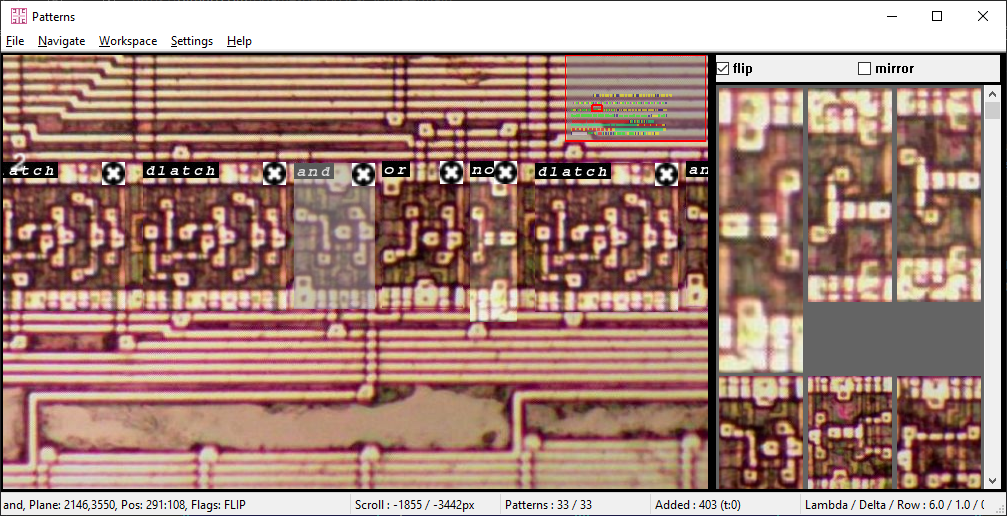 Patterns
File Navigate Workspace Settings Help
flip mirror
2
atch dlatch and or no dlatch an
and, Plane: 2146,3550, Pos: 291:108, Flags: FLIP Scroll : -1855 / -3442px Patterns : 33 / 33 Added : 403 (t:0) Lambda / Delta / Row : 6.0 / 1.0 /